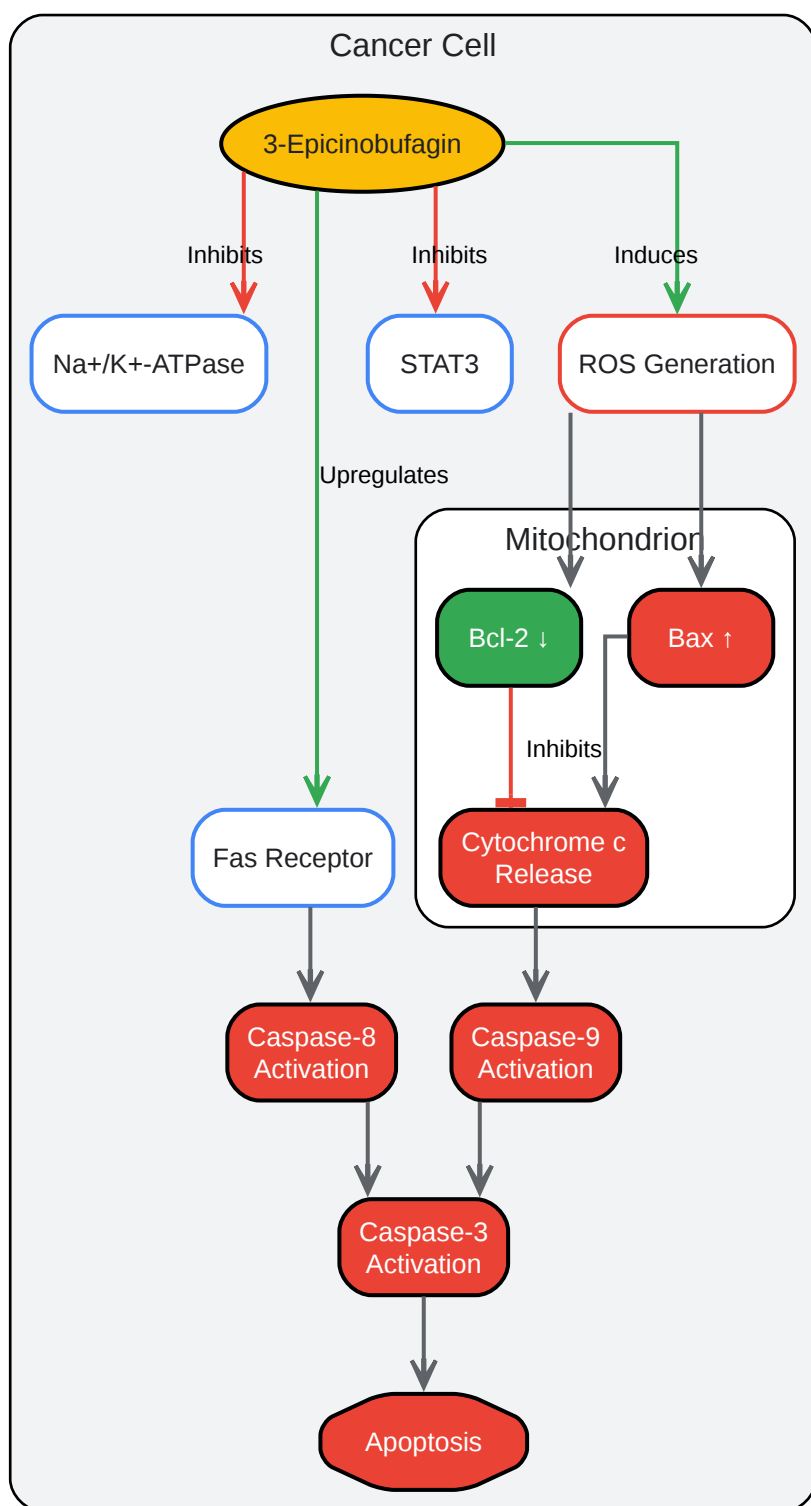 Cancer Cell
3-Epicinobufagin
Inhibits
Inhibits
Induces
Na+/K+-ATPase
STAT3
ROS Generation
Upregulates
Mitochondrion
Bcl-2 ↓
Bax ↑
Inhibits
Fas Receptor
Cytochrome c
Release
Caspase-8
Activation
Caspase-9
Activation
Caspase-3
Activation
Apoptosis